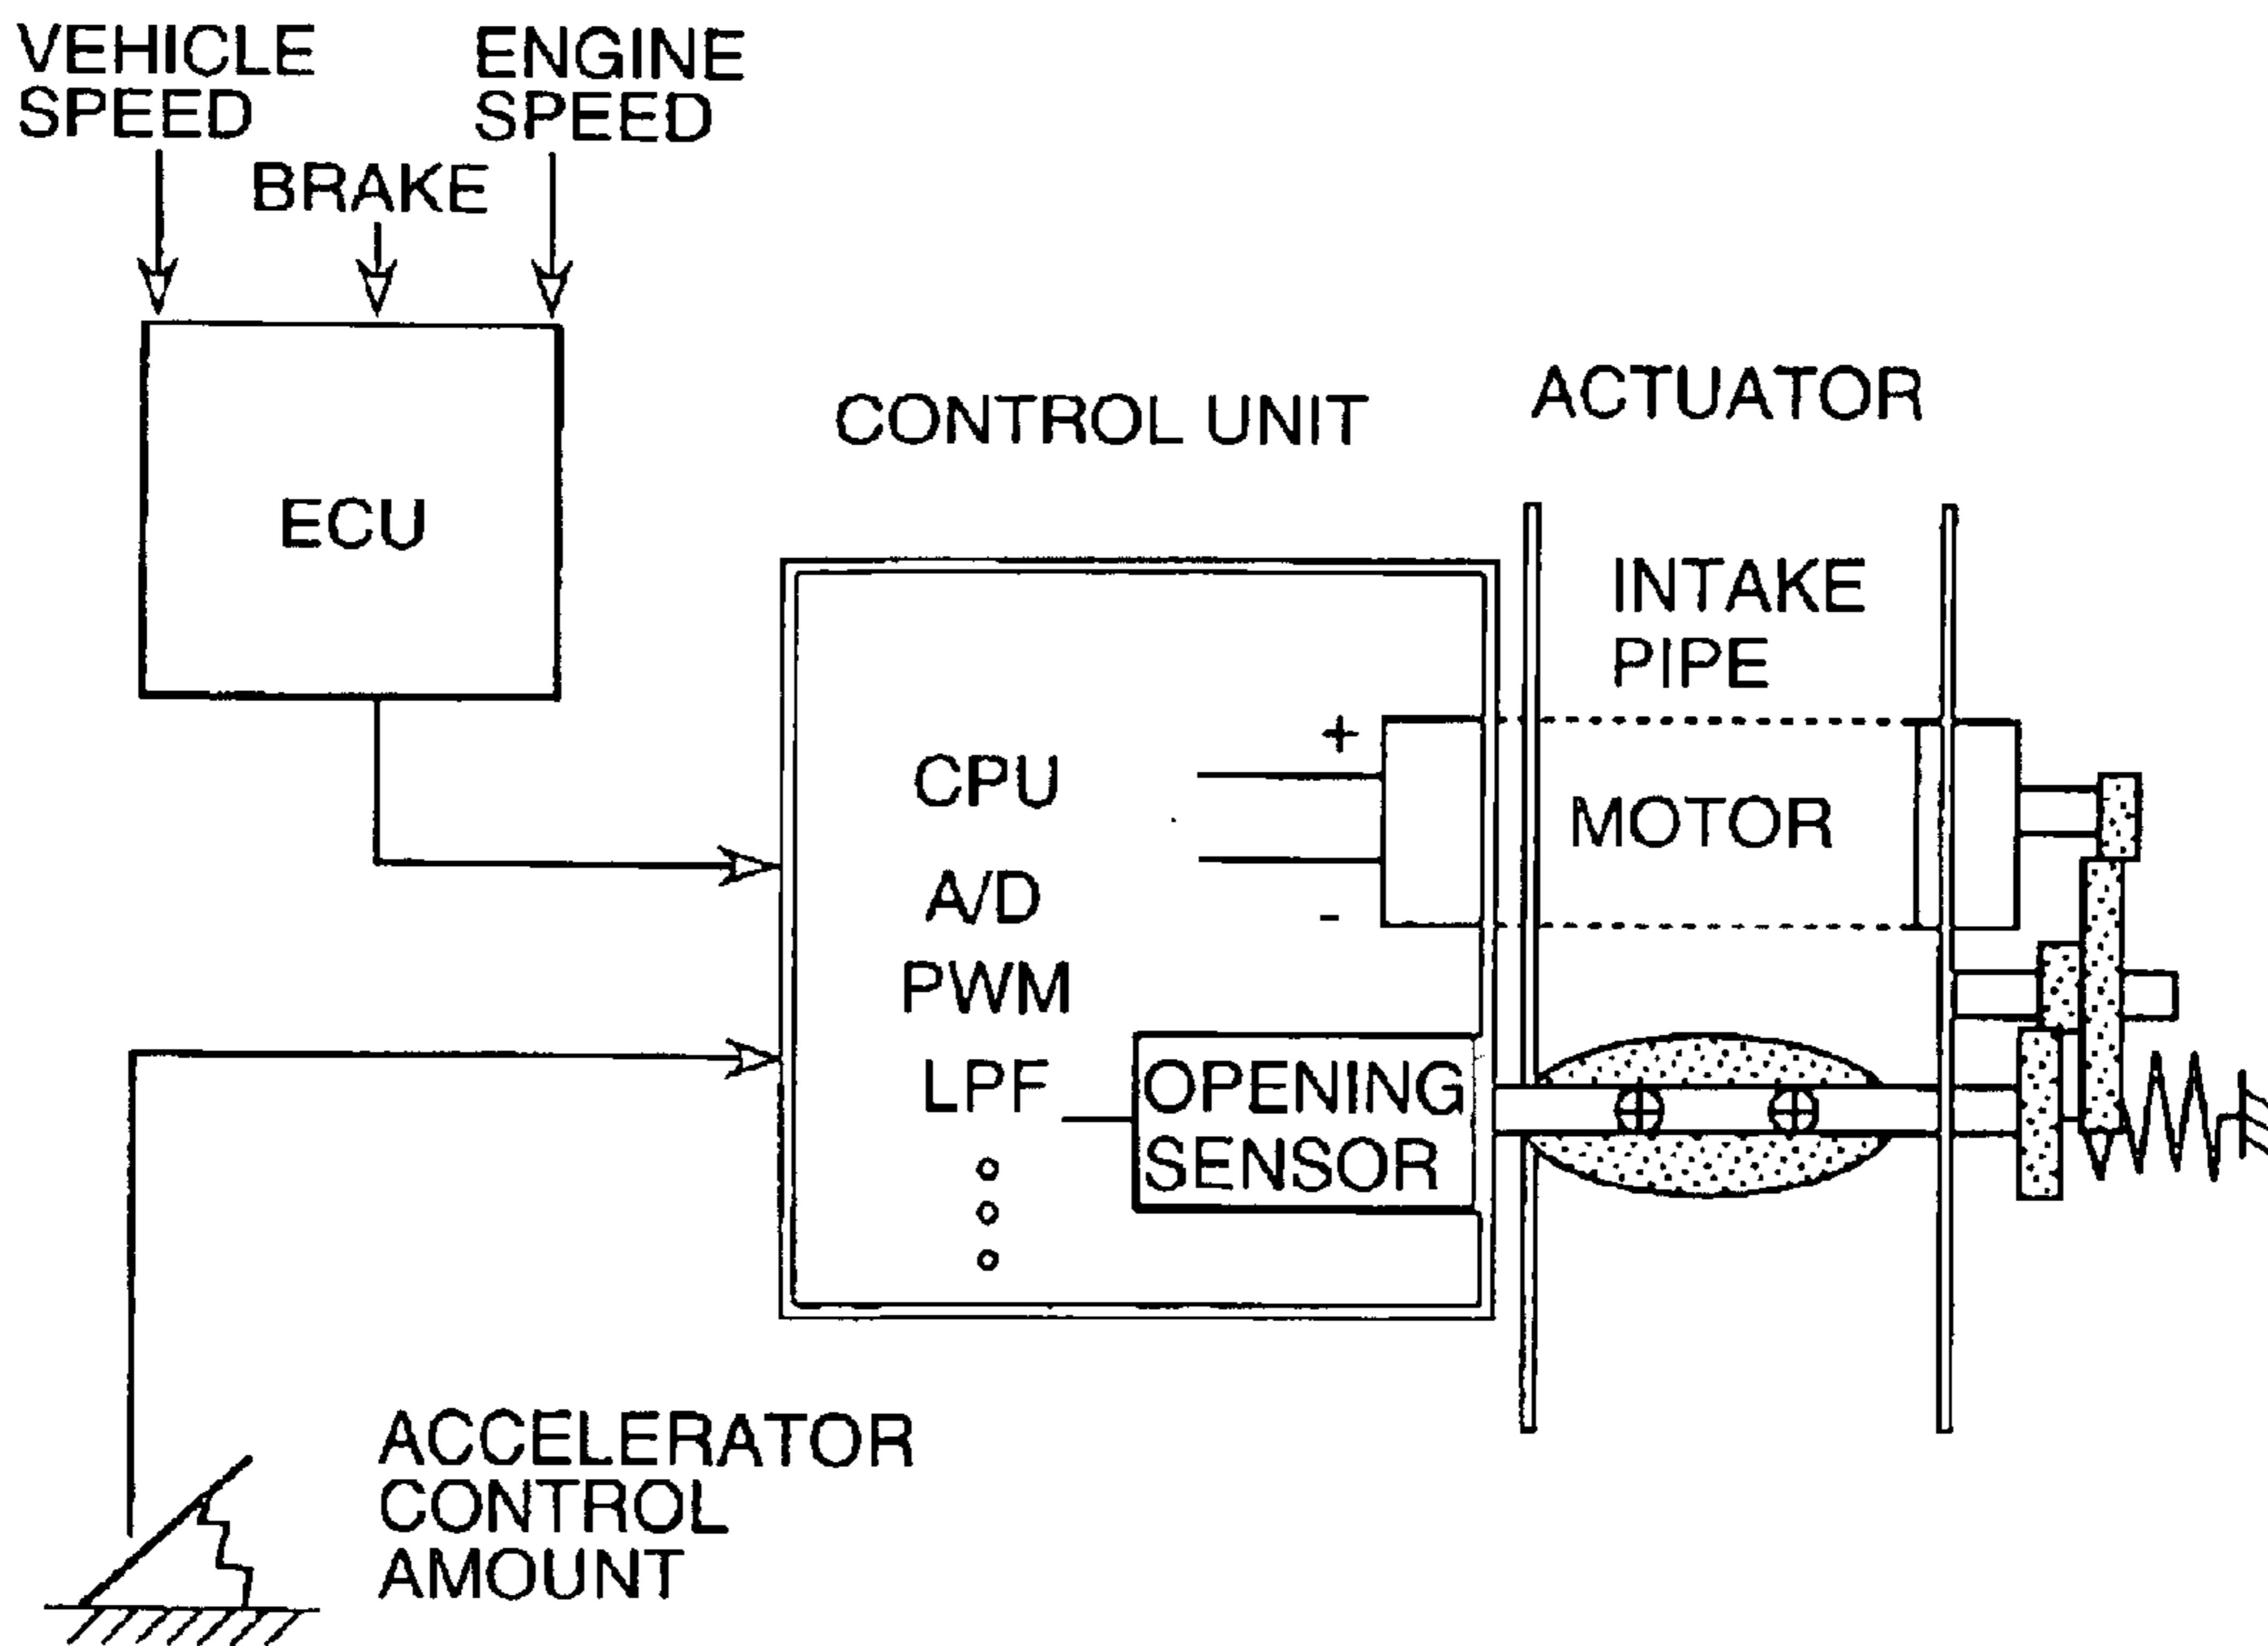 VEHICLE
SPEED
ENGINE
SPEED
BRAKE
ECU
CONTROL UNIT
ACTUATOR
INTAKE
PIPE
+
CPU
MOTOR
A/D
-
PWM
LPF
OPENING
SENSOR
ACCELERATOR
CONTROL
AMOUNT